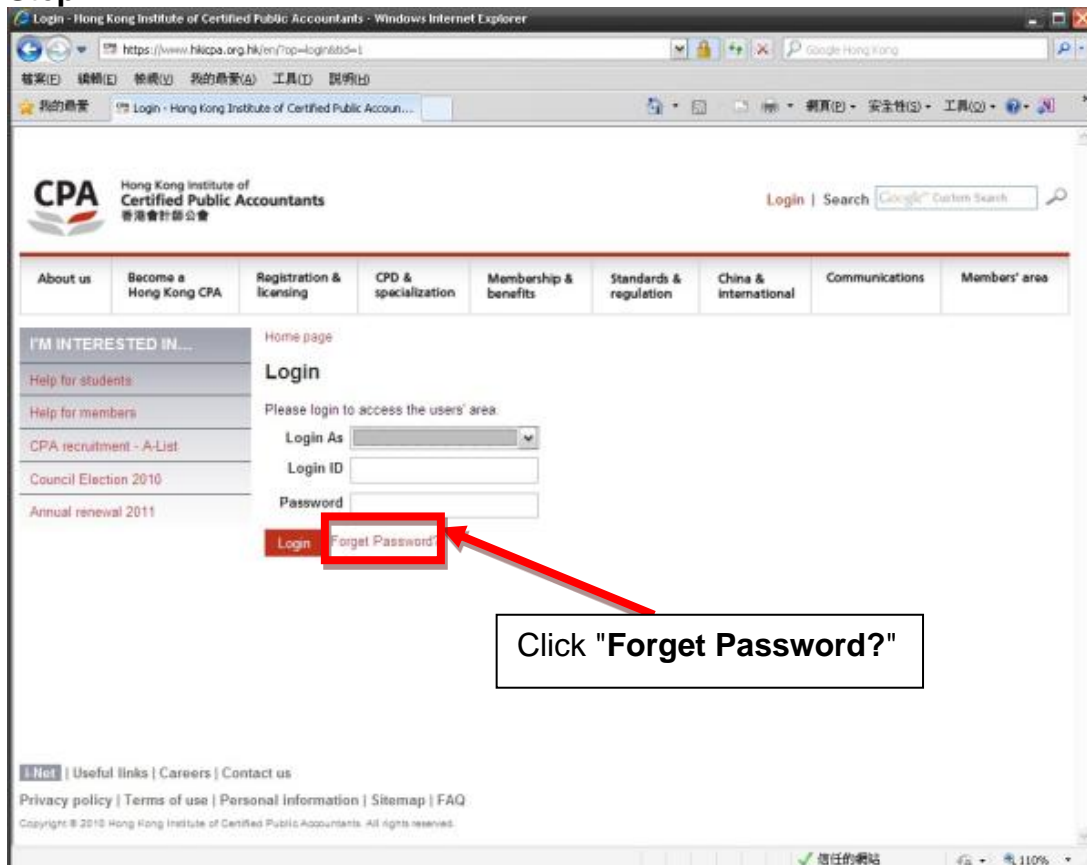 Login - Hong Kong Institute of Certified Public Accountants - Windows Internet Explorer
https://www.hkicpa.org.hk/en/?op=login&tid=1
Google Hong Kong
檔案(F) 編輯(E) 檢視(V) 我的最愛(A) 工具(T) 說明(H)
我的最愛 Login - Hong Kong Institute of Certified Public Accoun... 網頁(P) 安全性(S) 工具(O)
CPA
Hong Kong Institute of
Certified Public Accountants
香港會計師公會
Login | Search Google™ Custom Search
About us
Become a
Hong Kong CPA
Registration &
licensing
CPD &
specialization
Membership &
benefits
Standards &
regulation
China &
international
Communications
Members' area
I'M INTERESTED IN...
Help for students
Help for members
CPA recruitment - A-List
Council Election 2010
Annual renewal 2011
Home page
Login
Please login to access the users' area.
Login As
Login ID
Password
Login Forget Password?
Click "Forget Password?"
I-Net | Useful links | Careers | Contact us
Privacy policy | Terms of use | Personal information | Sitemap | FAQ
Copyright © 2010 Hong Kong Institute of Certified Public Accountants. All rights reserved.
信任的網站 110%